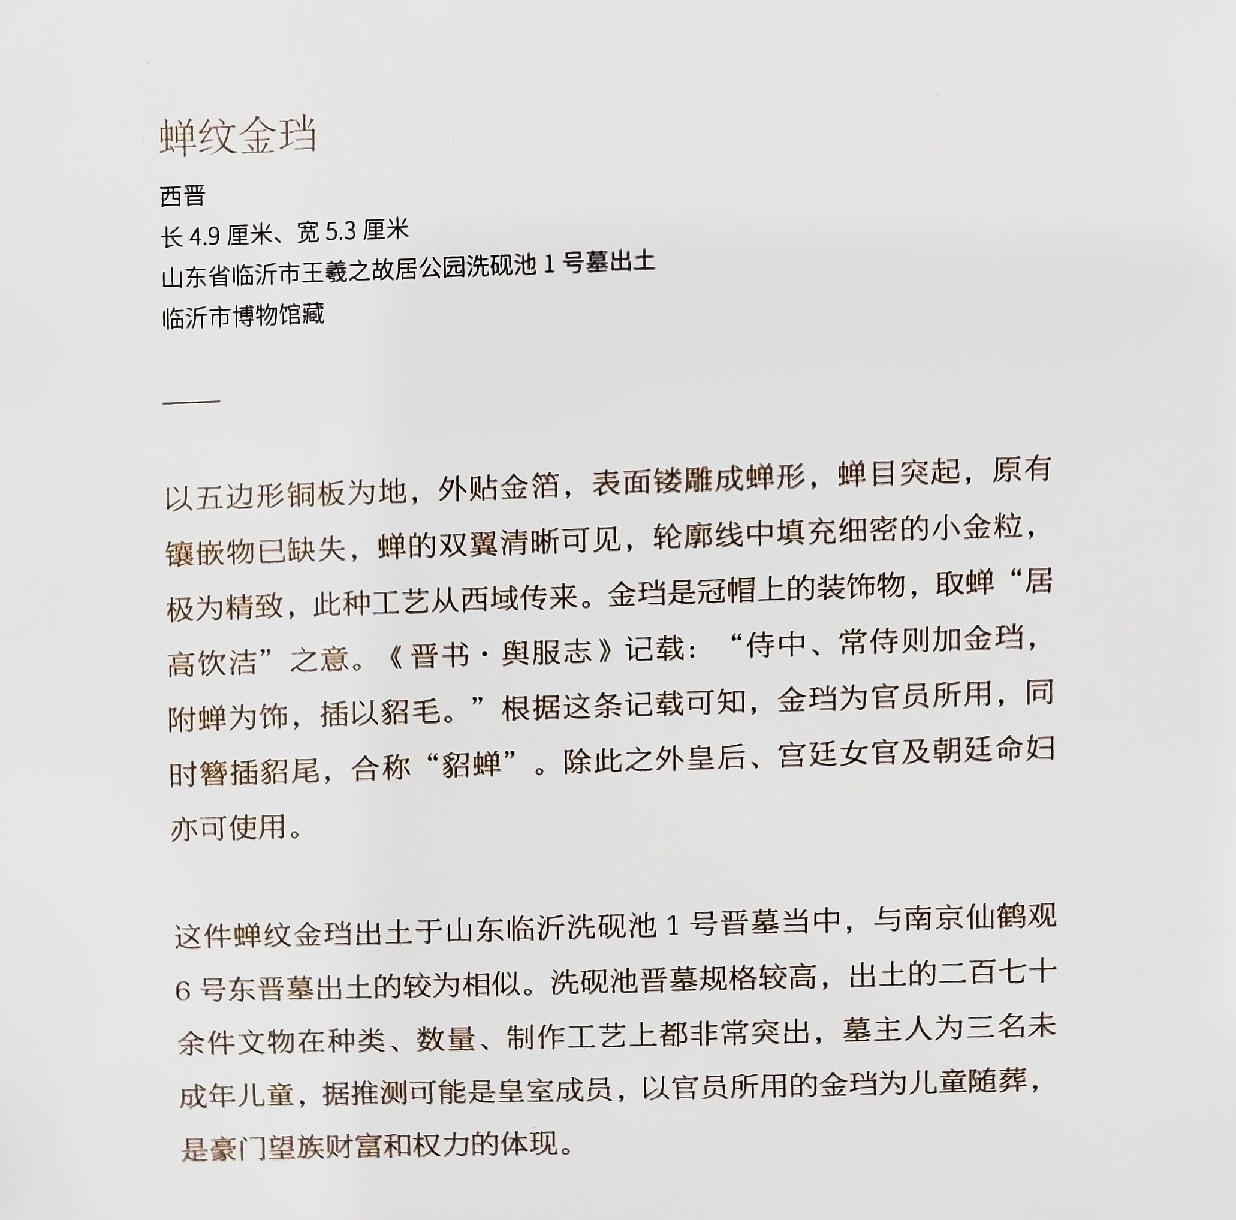 蝉纹金珰
西晋
长 4.9 厘米、宽 5.3 厘米
山东省临沂市王羲之故居公园洗砚池 1 号墓出土
临沂市博物馆藏
以五边形铜板为地，外贴金箔，表面镂雕成蝉形，蝉目突起，原有
镶嵌物已缺失，蝉的双翼清晰可见，轮廓线中填充细密的小金粒，
极为精致，此种工艺从西域传来。金珰是冠帽上的装饰物，取蝉“居
高饮洁”之意。《晋书·舆服志》记载：“侍中、常侍则加金珰，
附蝉为饰，插以貂毛。”根据这条记载可知，金珰为官员所用，同
时簪插貂尾，合称“貂蝉”。除此之外皇后、宫廷女官及朝廷命妇
亦可使用。
这件蝉纹金珰出土于山东临沂洗砚池 1 号晋墓当中，与南京仙鹤观
6 号东晋墓出土的较为相似。洗砚池晋墓规格较高，出土的二百七十
余件文物在种类、数量、制作工艺上都非常突出，墓主人为三名未
成年儿童，据推测可能是皇室成员，以官员所用的金珰为儿童随葬，
是豪门望族财富和权力的体现。